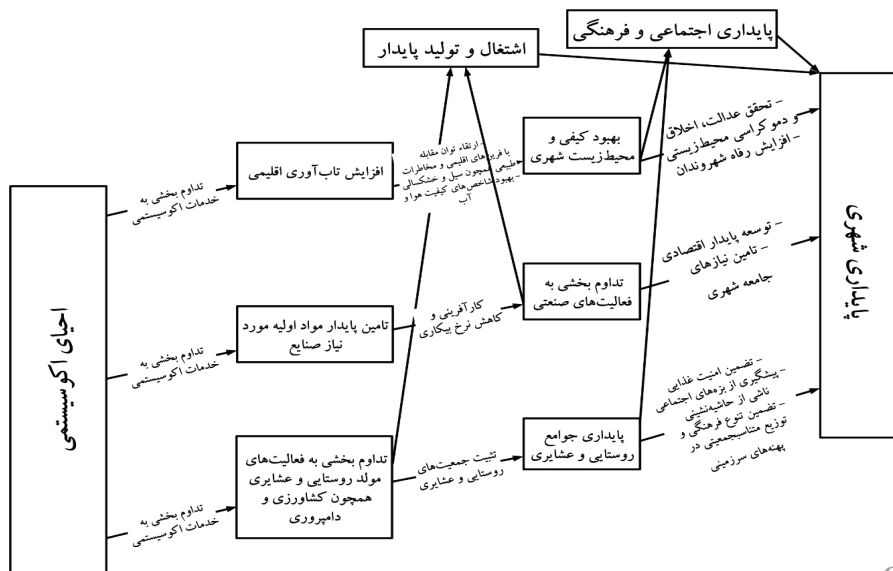 پایداری اجتماعی و فرهنگی
اشتغال و تولید پایدار
احیای اکوسیستمی
پایداری شهری
تداوم بخشی به
خدمات اکوسیستمی
افزایش تاب‌آوری اقلیمی
- ارتقاء توان مقابله
با فرین‌های اقلیمی و مخاطرات
طبیعی همچون سیل و خشکسالی
- بهبود شاخص‌های کیفیت هوا و
آب
بهبود کیفی و
محیط‌زیست شهری
- تحقق عدالت، اخلاق
و دموکراسی محیط‌زیستی
- افزایش رفاه شهروندان
تداوم بخشی به
خدمات اکوسیستمی
تامین پایدار مواد اولیه مورد
نیاز صنایع
کارآفرینی و
کاهش نرخ بیکاری
تداوم بخشی به
فعالیت‌های صنعتی
- توسعه پایدار اقتصادی
- تامین نیازهای
جامعه شهری
تداوم بخشی به
خدمات اکوسیستمی
تداوم بخشی به فعالیت‌های
مولد روستایی و عشایری
همچون کشاورزی و
دامپروری
تثبیت جمعیت‌های
روستایی و عشایری
پایداری جوامع
روستایی و عشایری
- تضمین امنیت غذایی
- پیشگیری از بزه‌های اجتماعی
ناشی از حاشیه‌نشینی
- تضمین تنوع فرهنگی و
توزیع متناسب‌جمعیتی در
پهنه‌های سرزمینی